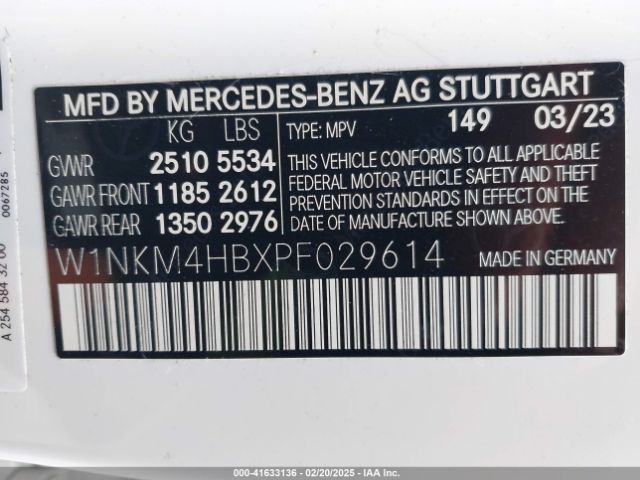 MFD BY MERCEDES-BENZ AG STUTTGART
KG LBS TYPE: MPV 149 03/23
GVWR 2510 5534
GAWR FRONT 1185 2612
GAWR REAR 1350 2976
THIS VEHICLE CONFORMS TO ALL APPLICABLE
FEDERAL MOTOR VEHICLE SAFETY AND THEFT
PREVENTION STANDARDS IN EFFECT ON THE
DATE OF MANUFACTURE SHOWN ABOVE.
W1NKM4HBXPF029614 MADE IN GERMANY
A 254 584 32 00
0067285
000-41633136 - 02/20/2025 - IAA, Inc.